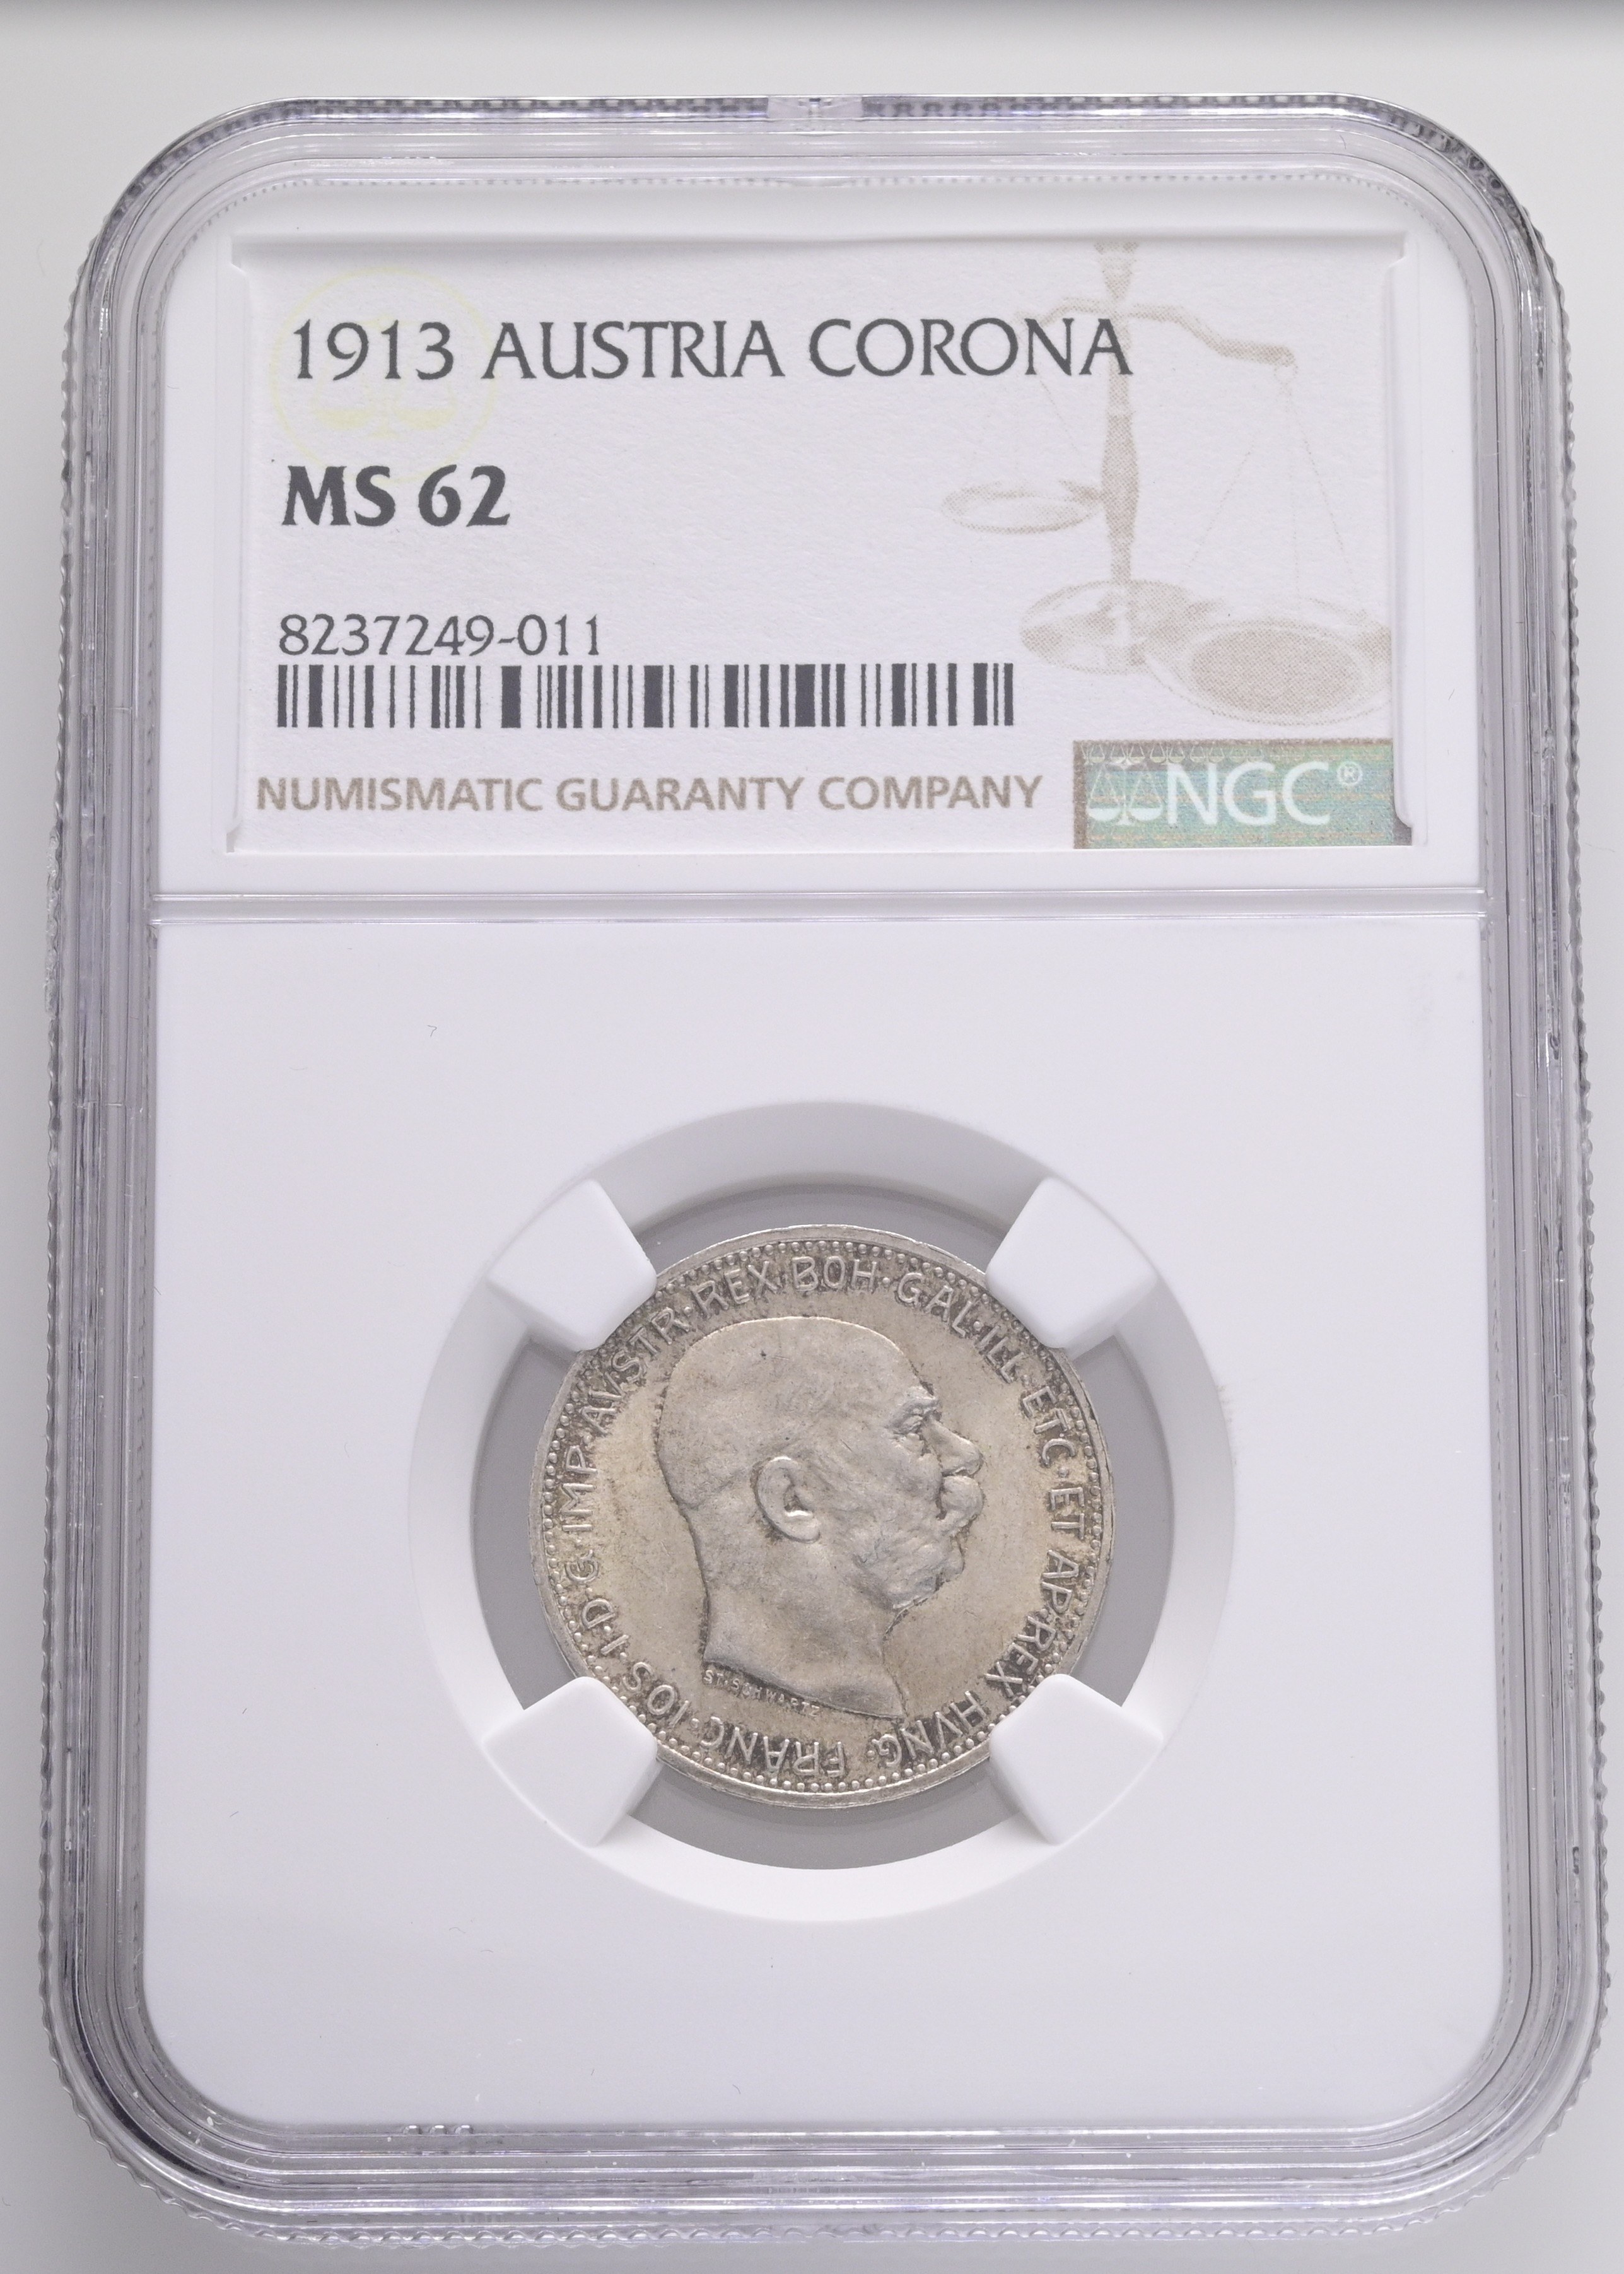 1913 AUSTRIA CORONA
MS 62
8237249-011
NUMISMATIC GUARANTY COMPANY
NGC®
FRANC·IOS·I·D·G·IMP·AVSTR·REX BOH·GAL·ILL·ETC·ET AP·REX HVNG·
ST·SCHWARTZ